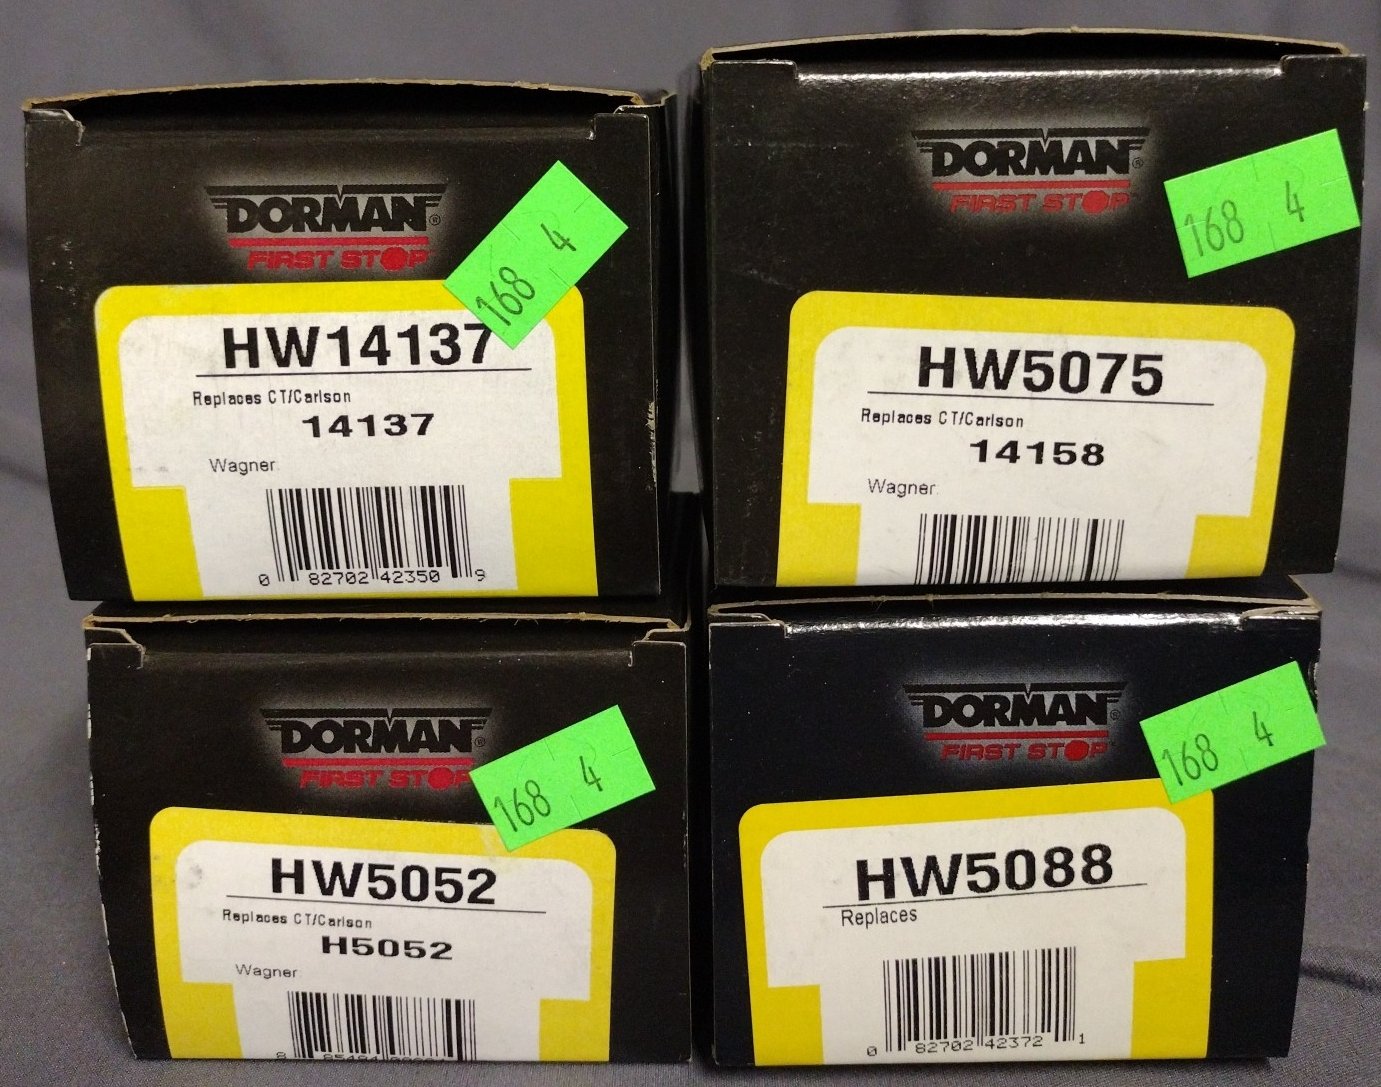 DORMAN®
FIRST STOP
168 4
HW14137
Replaces CT/Carlson
14137
Wagner
0 82702 42350 9
DORMAN®
FIRST STOP
168 4
HW5075
Replaces CT/Carlson
14158
Wagner
DORMAN®
FIRST STOP
168 4
HW5052
Replaces CT/Carlson
H5052
Wagner
DORMAN®
FIRST STOP
168 4
HW5088
Replaces
0 82702 42372 1